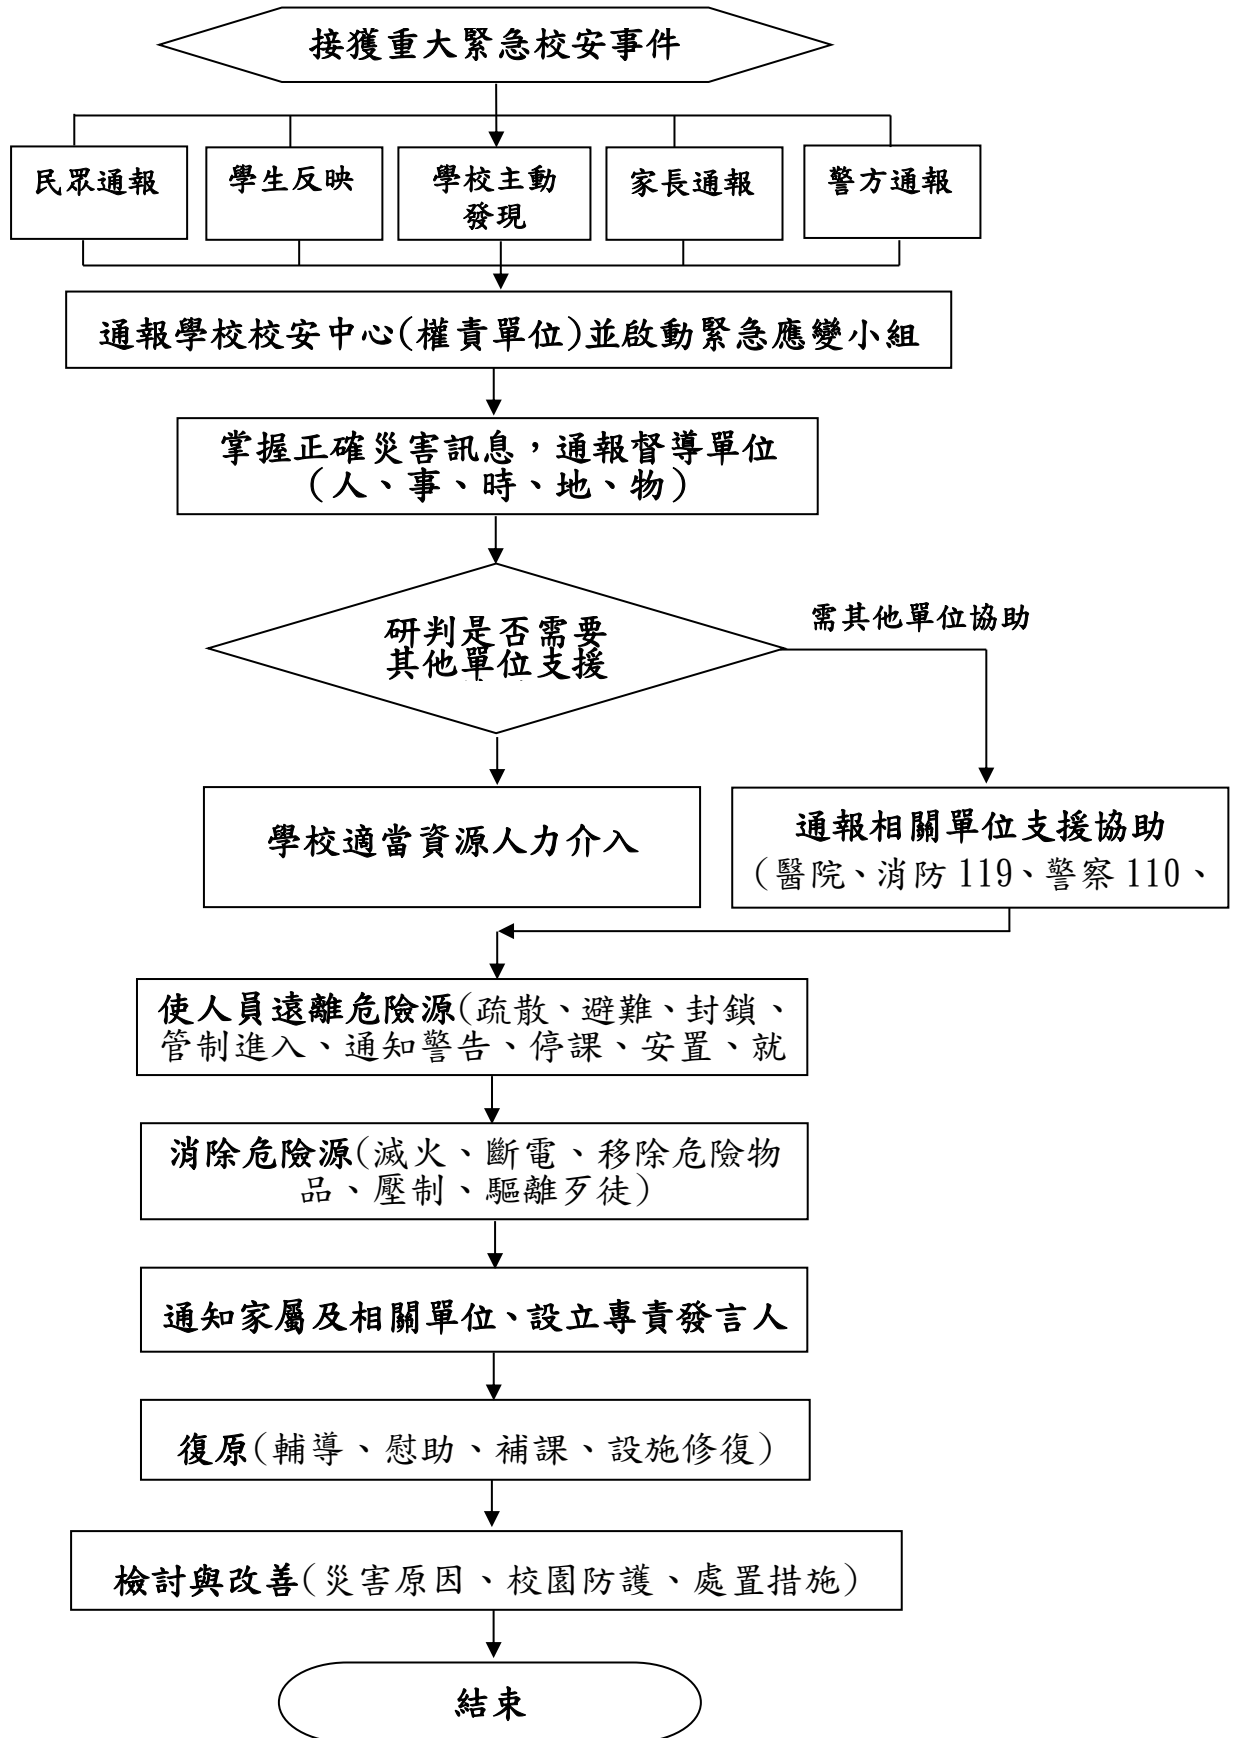 接獲重大緊急校安事件
民眾通報
學生反映
學校主動
發現
家長通報
警方通報
通報學校校安中心(權責單位)並啟動緊急應變小組
掌握正確災害訊息,通報督導單位
(人、事、時、地、物)
研判是否需要
其他單位支援
需其他單位協助
學校適當資源人力介入
通報相關單位支援協助
(醫院、消防 119、警察 110、
使人員遠離危險源(疏散、避難、封鎖、
管制進入、通知警告、停課、安置、就
消除危險源(滅火、斷電、移除危險物
品、壓制、驅離歹徒)
通知家屬及相關單位、設立專責發言人
復原(輔導、慰助、補課、設施修復)
檢討與改善(災害原因、校園防護、處置措施)
結束